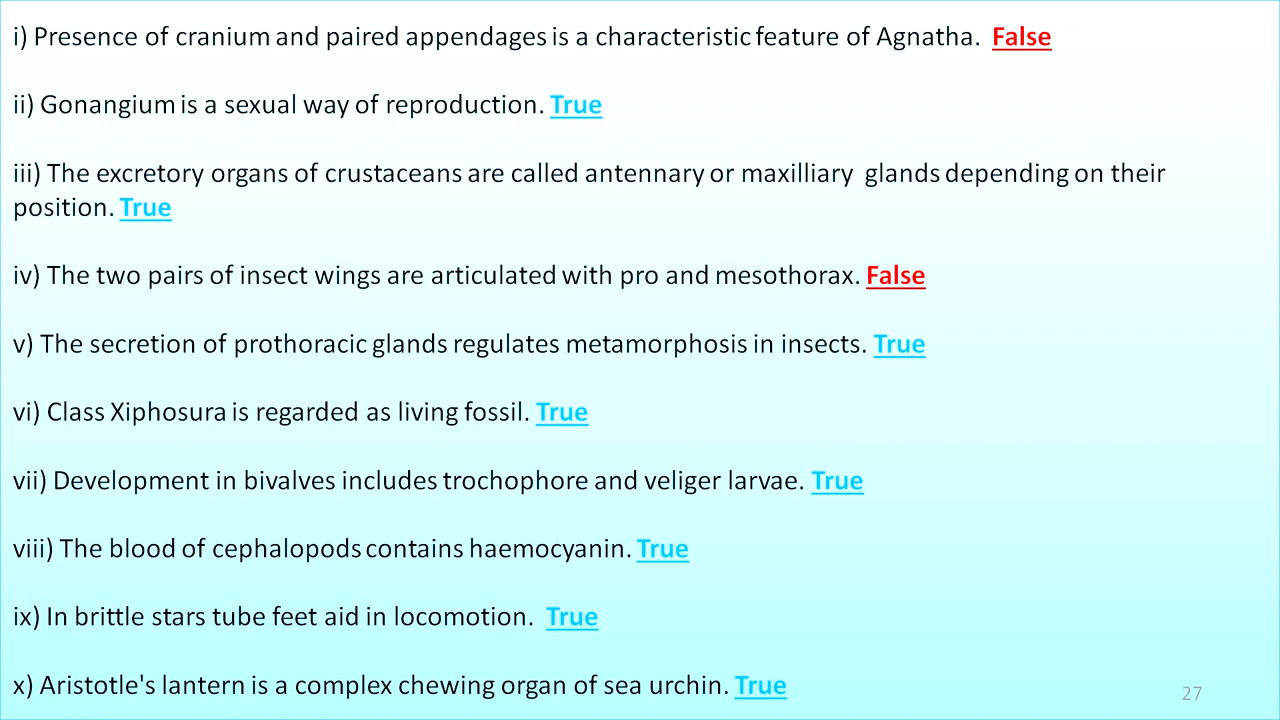 i) Presence of cranium and paired appendages is a characteristic feature of Agnatha. False
ii) Gonangium is a sexual way of reproduction. True
iii) The excretory organs of crustaceans are called antennary or maxilliary glands depending on their
position. True
iv) The two pairs of insect wings are articulated with pro and mesothorax. False
v) The secretion of prothoracic glands regulates metamorphosis in insects. True
vi) Class Xiphosura is regarded as living fossil. True
vii) Development in bivalves includes trochophore and veliger larvae. True
viii) The blood of cephalopods contains haemocyanin. True
ix) In brittle stars tube feet aid in locomotion. True
x) Aristotle's lantern is a complex chewing organ of sea urchin. True
27